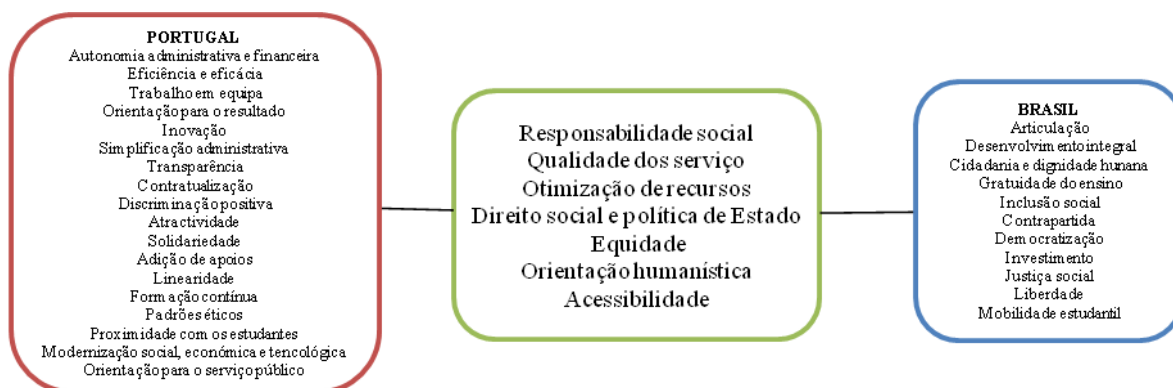 PORTUGAL
Autonomia administrativa e financeira
Eficiência e eficácia
Trabalho em equipa
Orientação para o resultado
Inovação
Simplificação administrativa
Transparência
Contratualização
Discriminação positiva
Atractividade
Solidariedade
Adição de apoios
Linearidade
Formação contínua
Padrões éticos
Proximidade com os estudantes
Modernização social, económica e tencológica
Orientação para o serviço público
Responsabilidade social
Qualidade dos serviço
Otimização de recursos
Direito social e política de Estado
Equidade
Orientação humanística
Acessibilidade
BRASIL
Articulação
Desenvolvimento integral
Cidadania e dignidade hunana
Gratuidade do ensino
Inclusão social
Contrapartida
Democratização
Investimento
Justiça social
Liberdade
Mobilidade estudantil